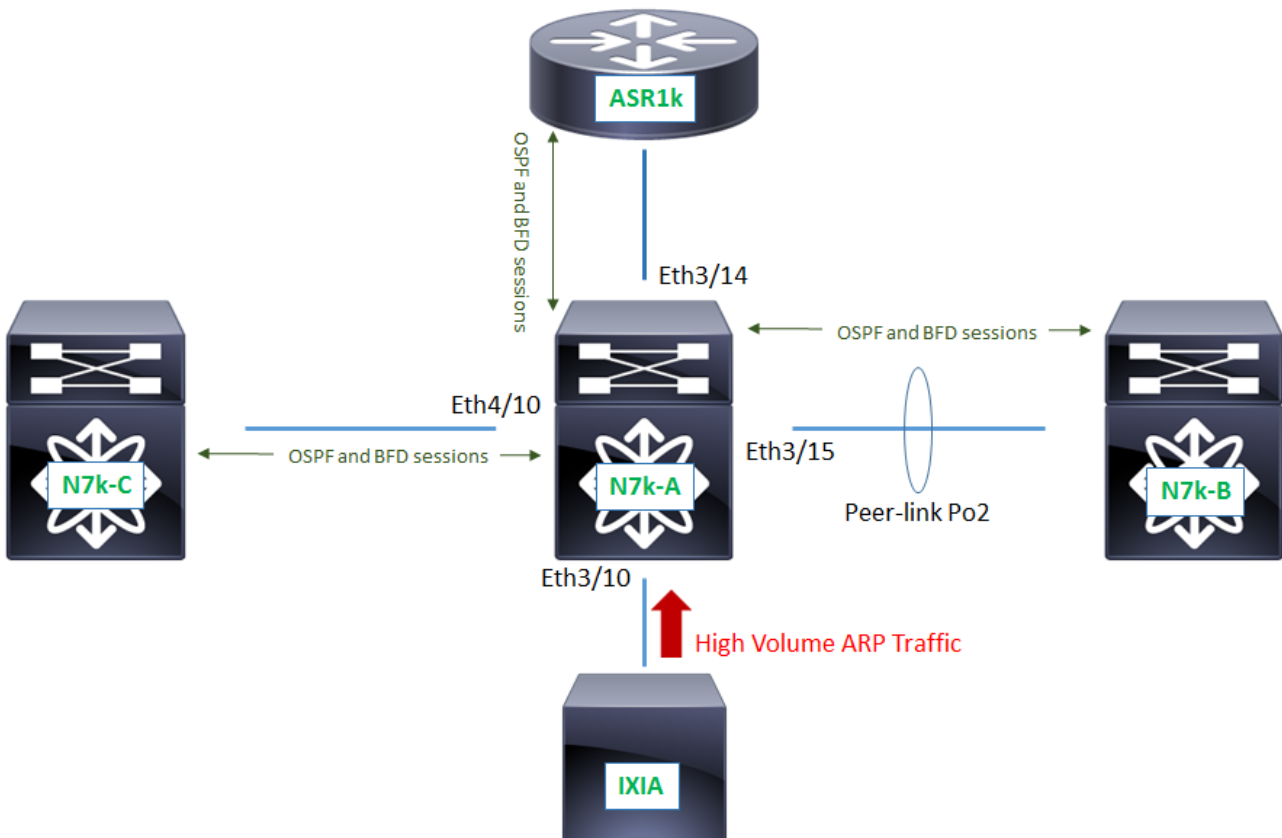 ASR1k
OSPF and BFD sessions
Eth3/14
OSPF and BFD sessions
Eth4/10
OSPF and BFD sessions
Eth3/15
N7k-C
N7k-A
N7k-B
Peer-link Po2
Eth3/10
High Volume ARP Traffic
IXIA